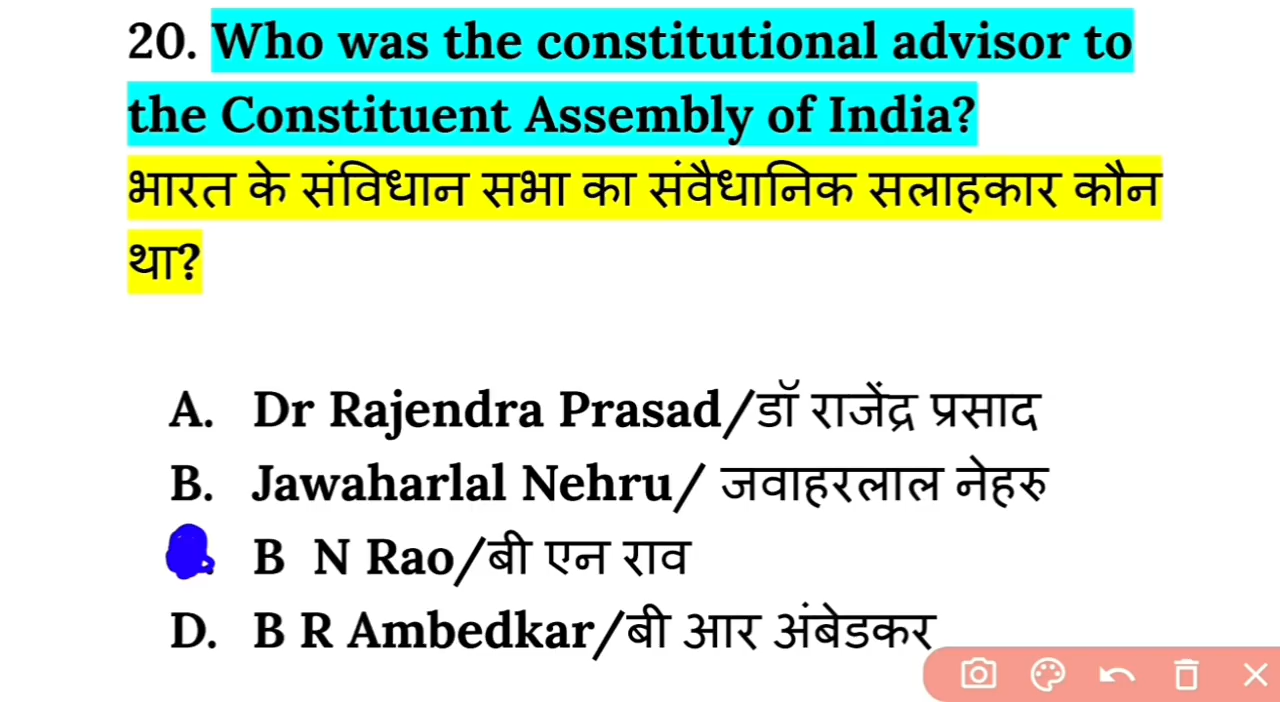 20. Who was the constitutional advisor to
the Constituent Assembly of India?
भारत के संविधान सभा का संवैधानिक सलाहकार कौन
था?
A. Dr Rajendra Prasad/डॉ राजेंद्र प्रसाद
B. Jawaharlal Nehru/ जवाहरलाल नेहरु
B N Rao/बी एन राव
D. B R Ambedkar/बी आर अंबेडकर